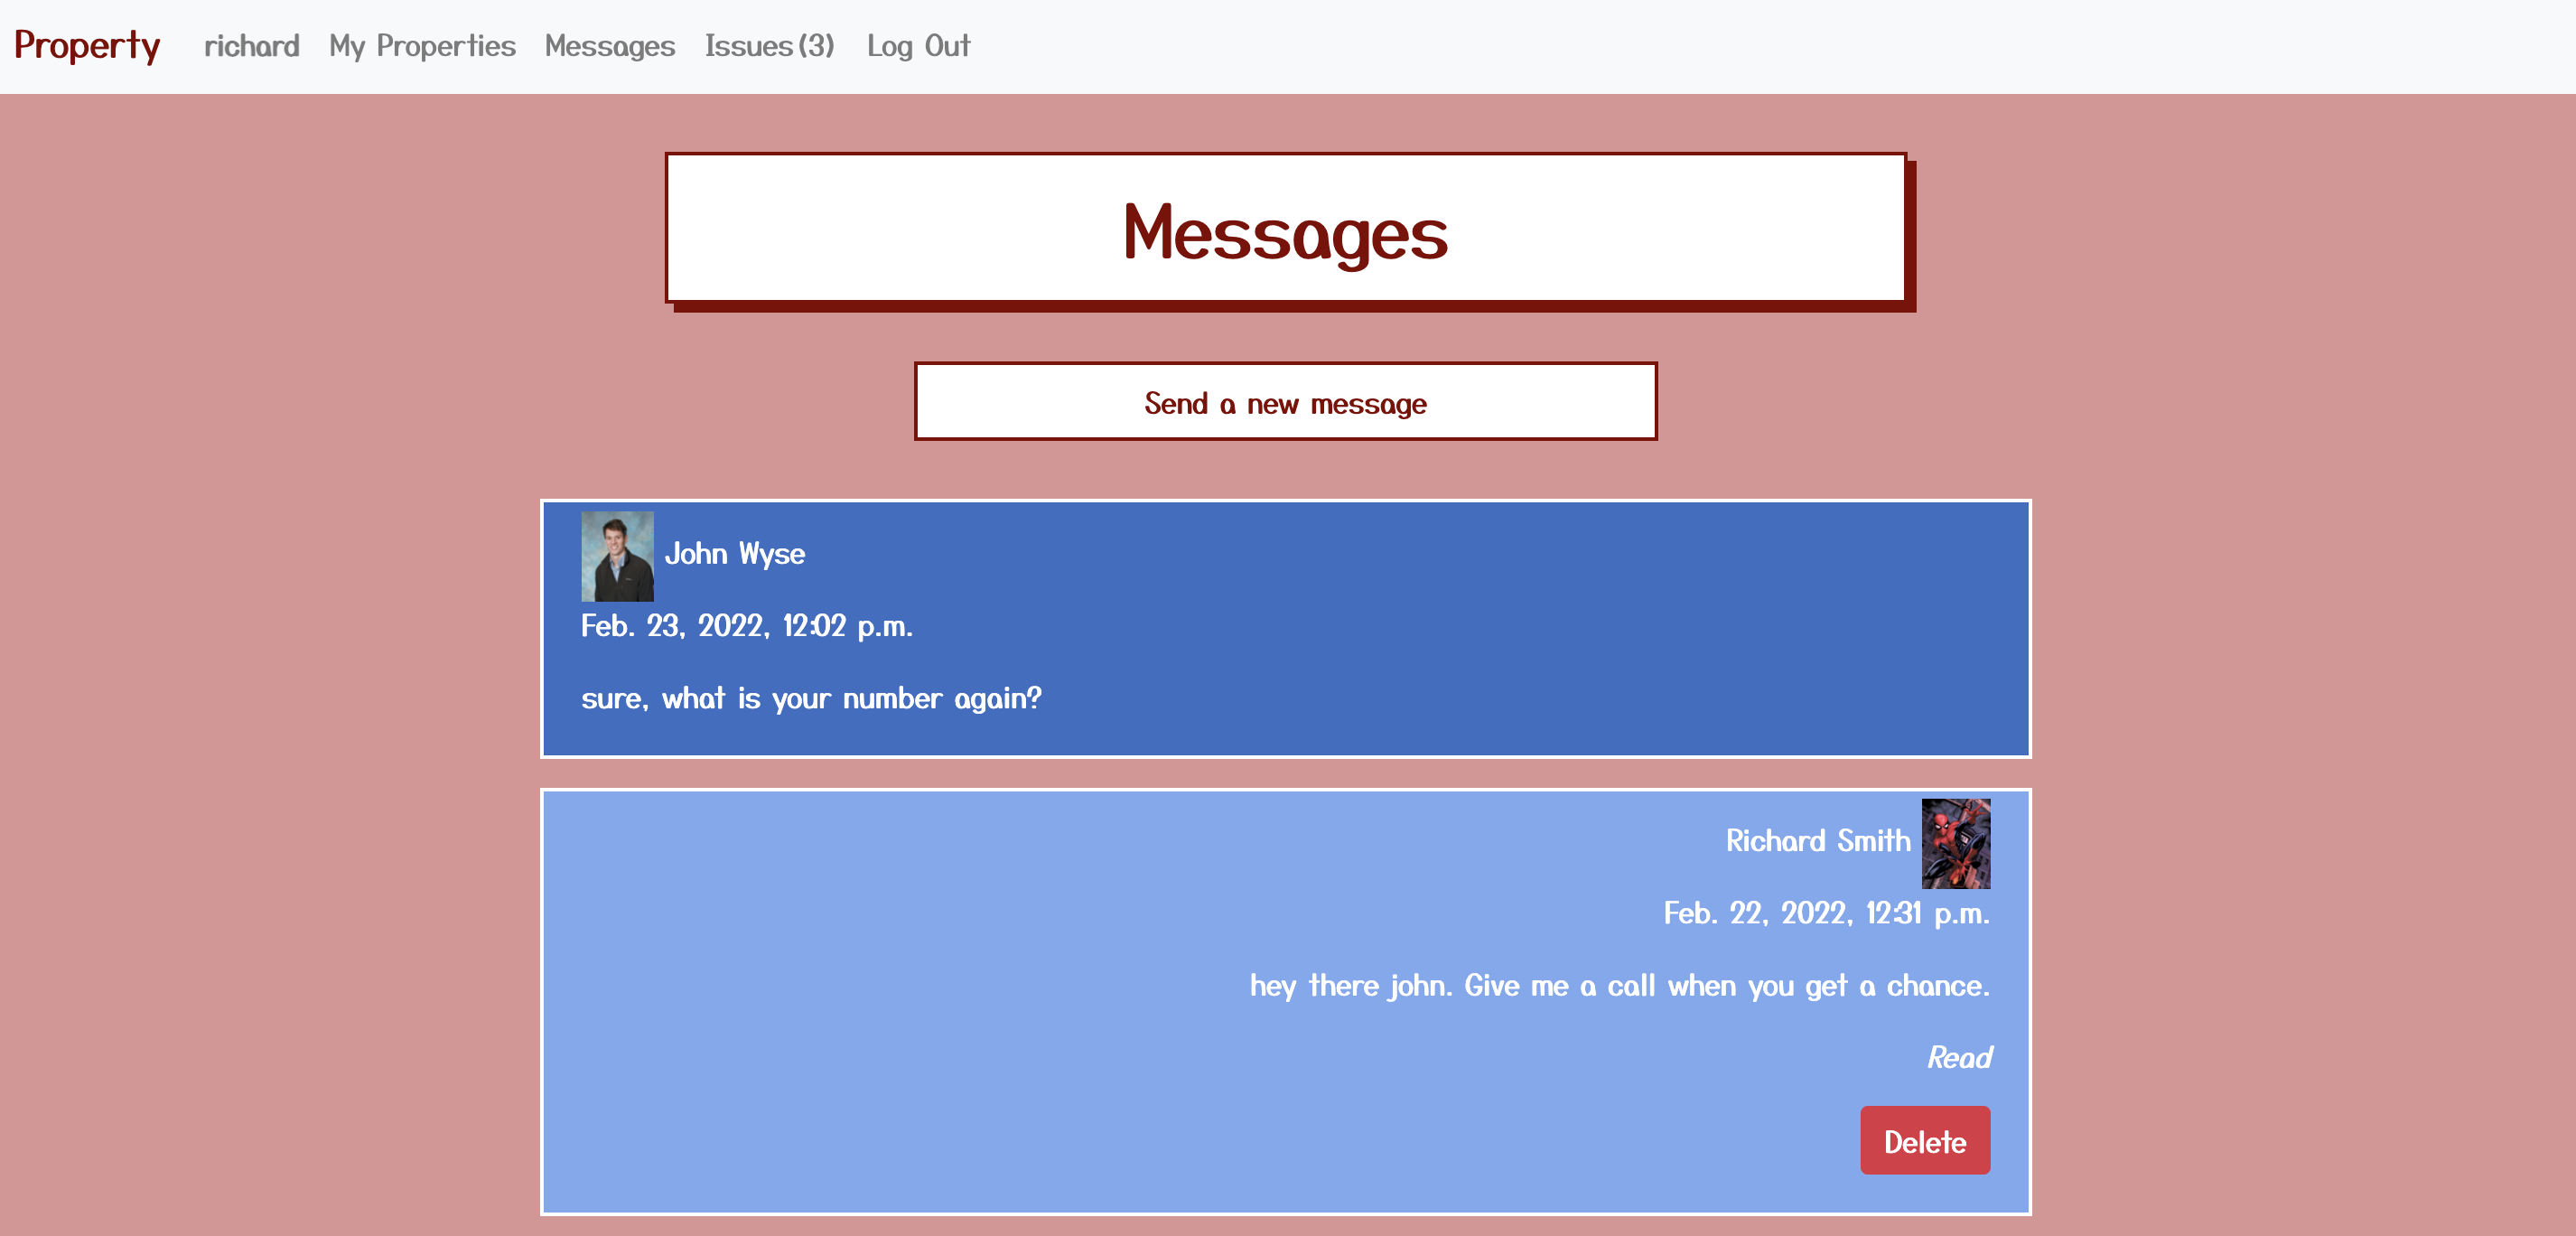 Property richard My Properties Messages Issues(3) Log Out
Messages
Send a new message
John Wyse
Feb. 23, 2022, 12:02 p.m.
sure, what is your number again?
Richard Smith
Feb. 22, 2022, 12:31 p.m.
hey there john. Give me a call when you get a chance.
Read
Delete